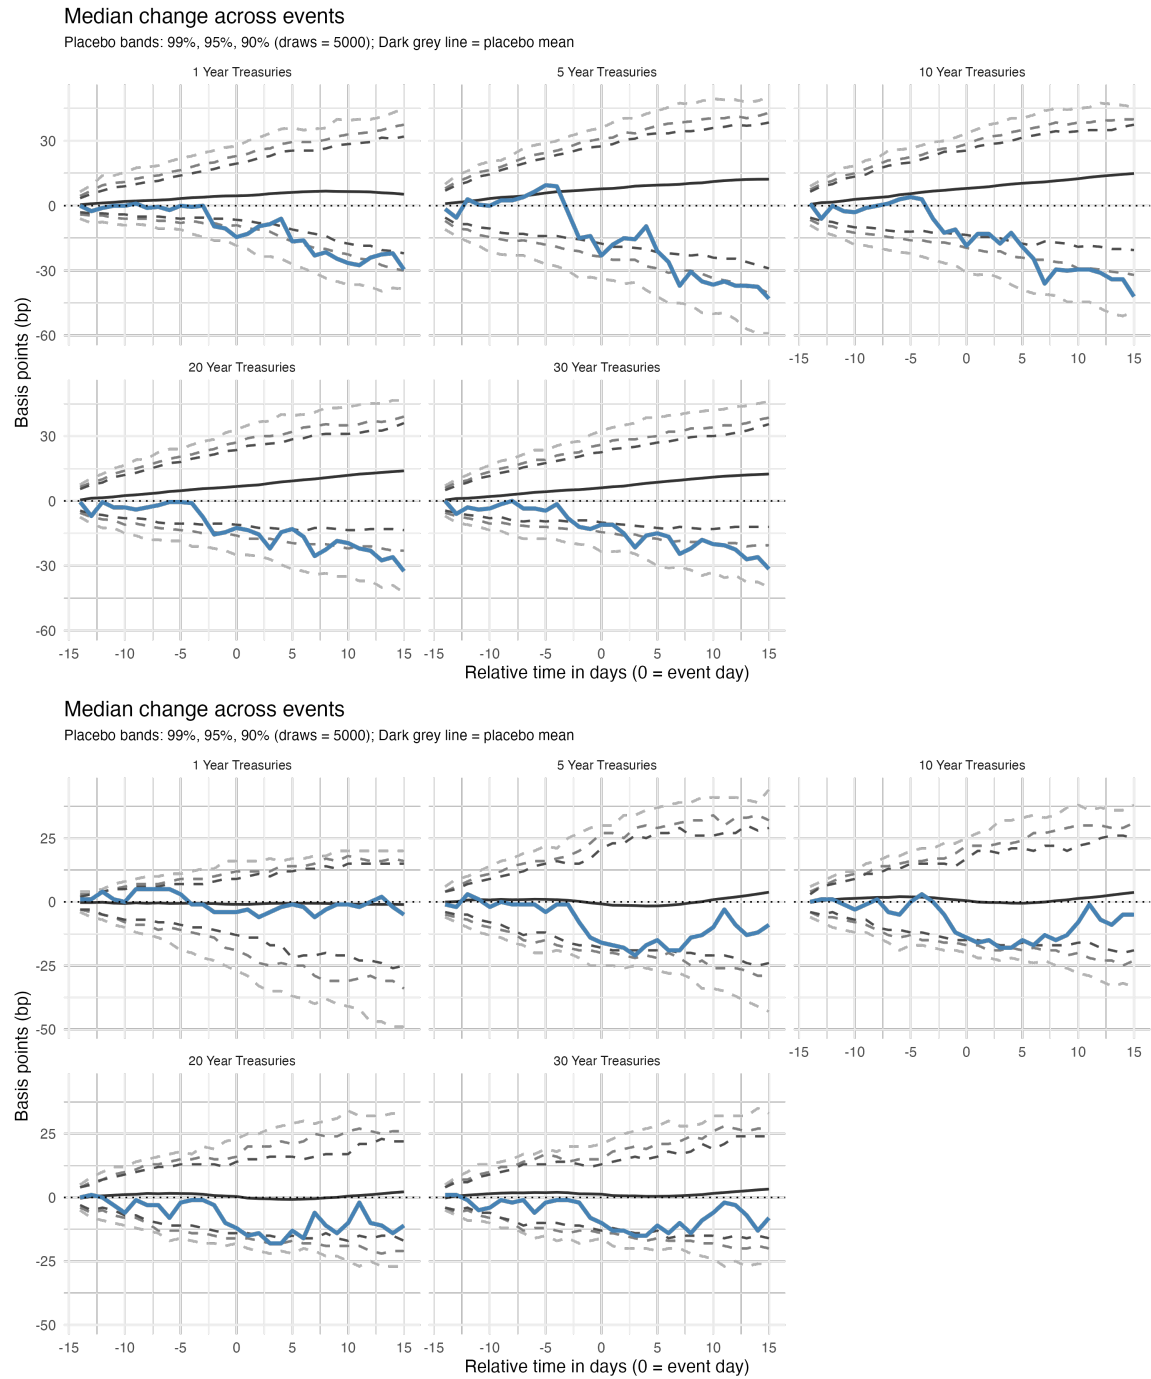 Median change across events
Placebo bands: 99%, 95%, 90% (draws = 5000); Dark grey line = placebo mean
1 Year Treasuries
5 Year Treasuries
10 Year Treasuries
30
0
-30
-60
-15 -10 -5 0 5 10 15
Basis points (bp)
20 Year Treasuries
30 Year Treasuries
30
0
-30
-60
-15 -10 -5 0 5 10 15
-15 -10 -5 0 5 10 15
Relative time in days (0 = event day)
Median change across events
Placebo bands: 99%, 95%, 90% (draws = 5000); Dark grey line = placebo mean
1 Year Treasuries
5 Year Treasuries
10 Year Treasuries
25
0
-25
-50
-15 -10 -5 0 5 10 15
Basis points (bp)
20 Year Treasuries
30 Year Treasuries
25
0
-25
-50
-15 -10 -5 0 5 10 15
-15 -10 -5 0 5 10 15
Relative time in days (0 = event day)